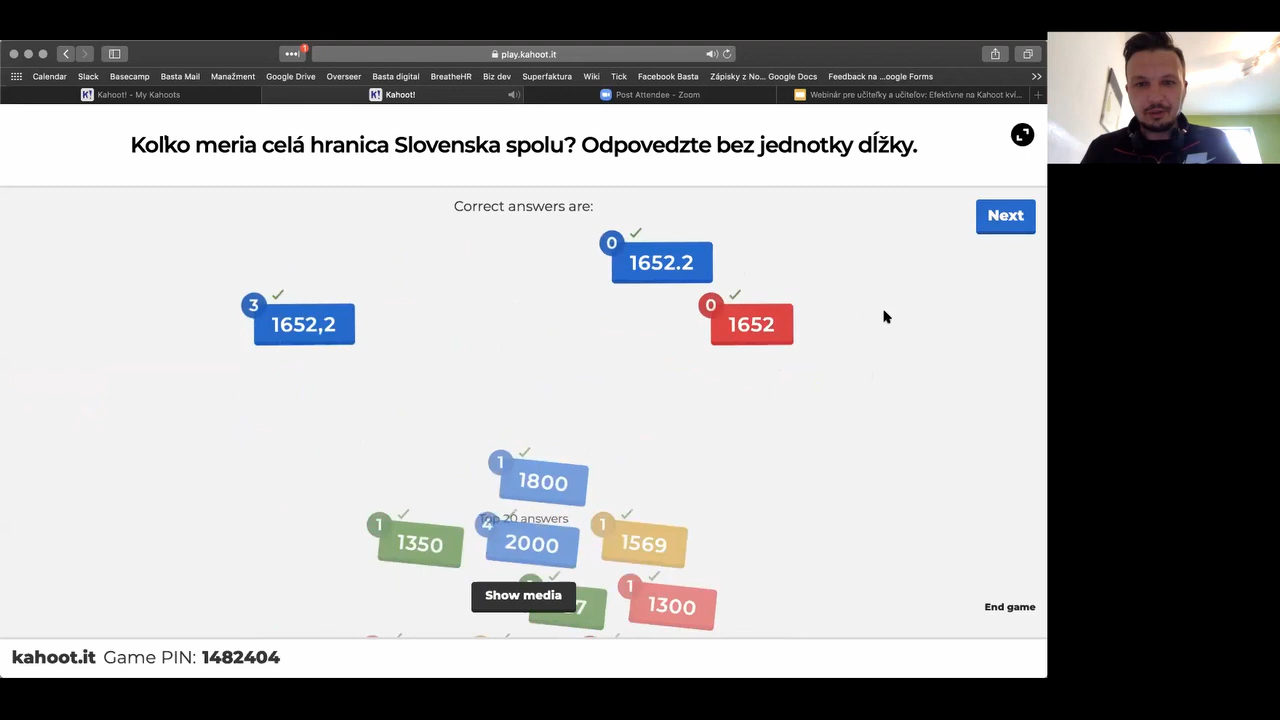 ••• 1 play.kahoot.it
Calendar Slack Basecamp Basta Mail Manažment Google Drive Overseer Basta digital BreatheHR Biz dev Superfaktura Wiki Tick Facebook Basta Zápisky z No... Google Docs Feedback na ...oogle Forms >>
K! Kahoot! - My Kahoots K! Kahoot! Post Attendee - Zoom Webinár pre učiteľky a učiteľov: Efektívne na Kahoot kví... +
Koľko meria celá hranica Slovenska spolu? Odpovedzte bez jednotky dĺžky.
Correct answers are:
Next
0 1652.2
3 1652,2
0 1652
1 1800
Top 20 answers
1 1350
4 2000
1 1569
Show media
7
1 1300
End game
kahoot.it Game PIN: 1482404